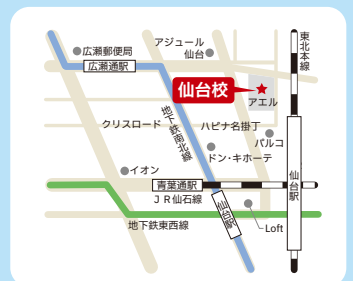 アジュール
仙台
広瀬郵便局
広瀬通駅
東北本線
仙台校
アエル
地下鉄南北線
クリスロード
ハピナ名掛丁
パルコ
ドン・キホーテ
イオン
青葉通駅
仙台駅
JR仙石線
仙台駅
Loft
地下鉄東西線